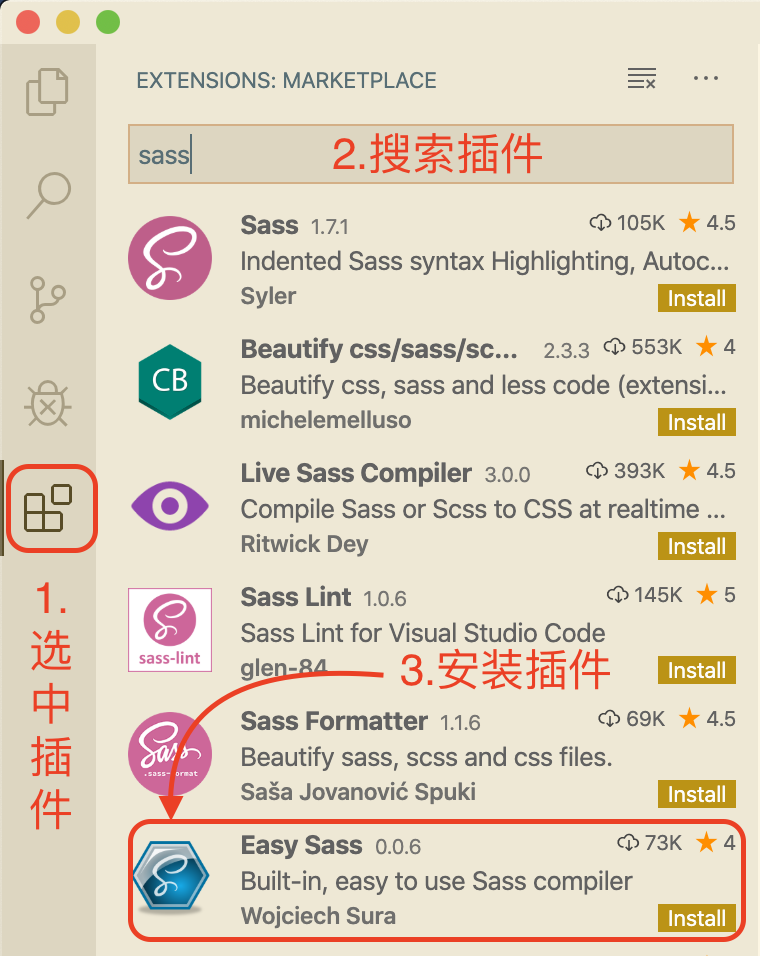 EXTENSIONS: MARKETPLACE
sass
2.搜索插件
Sass 1.7.1 105K 4.5
Indented Sass syntax Highlighting, Autoc...
Syler Install
CB
Beautify css/sass/sc... 2.3.3 553K 4
Beautify css, sass and less code (extensi...
michelemelluso Install
Live Sass Compiler 3.0.0 393K 4.5
Compile Sass or Scss to CSS at realtime ...
Ritwick Dey Install
1.
选
中
插
件
Sass Lint 1.0.6 145K 5
Sass Lint for Visual Studio Code
sass-lint
glen-84 Install
3.安装插件
Sass Formatter 1.1.6 69K 4.5
Sass
.sass-format
Beautify sass, scss and css files.
Saša Jovanović Spuki Install
Easy Sass 0.0.6 73K 4
Built-in, easy to use Sass compiler
Wojciech Sura Install